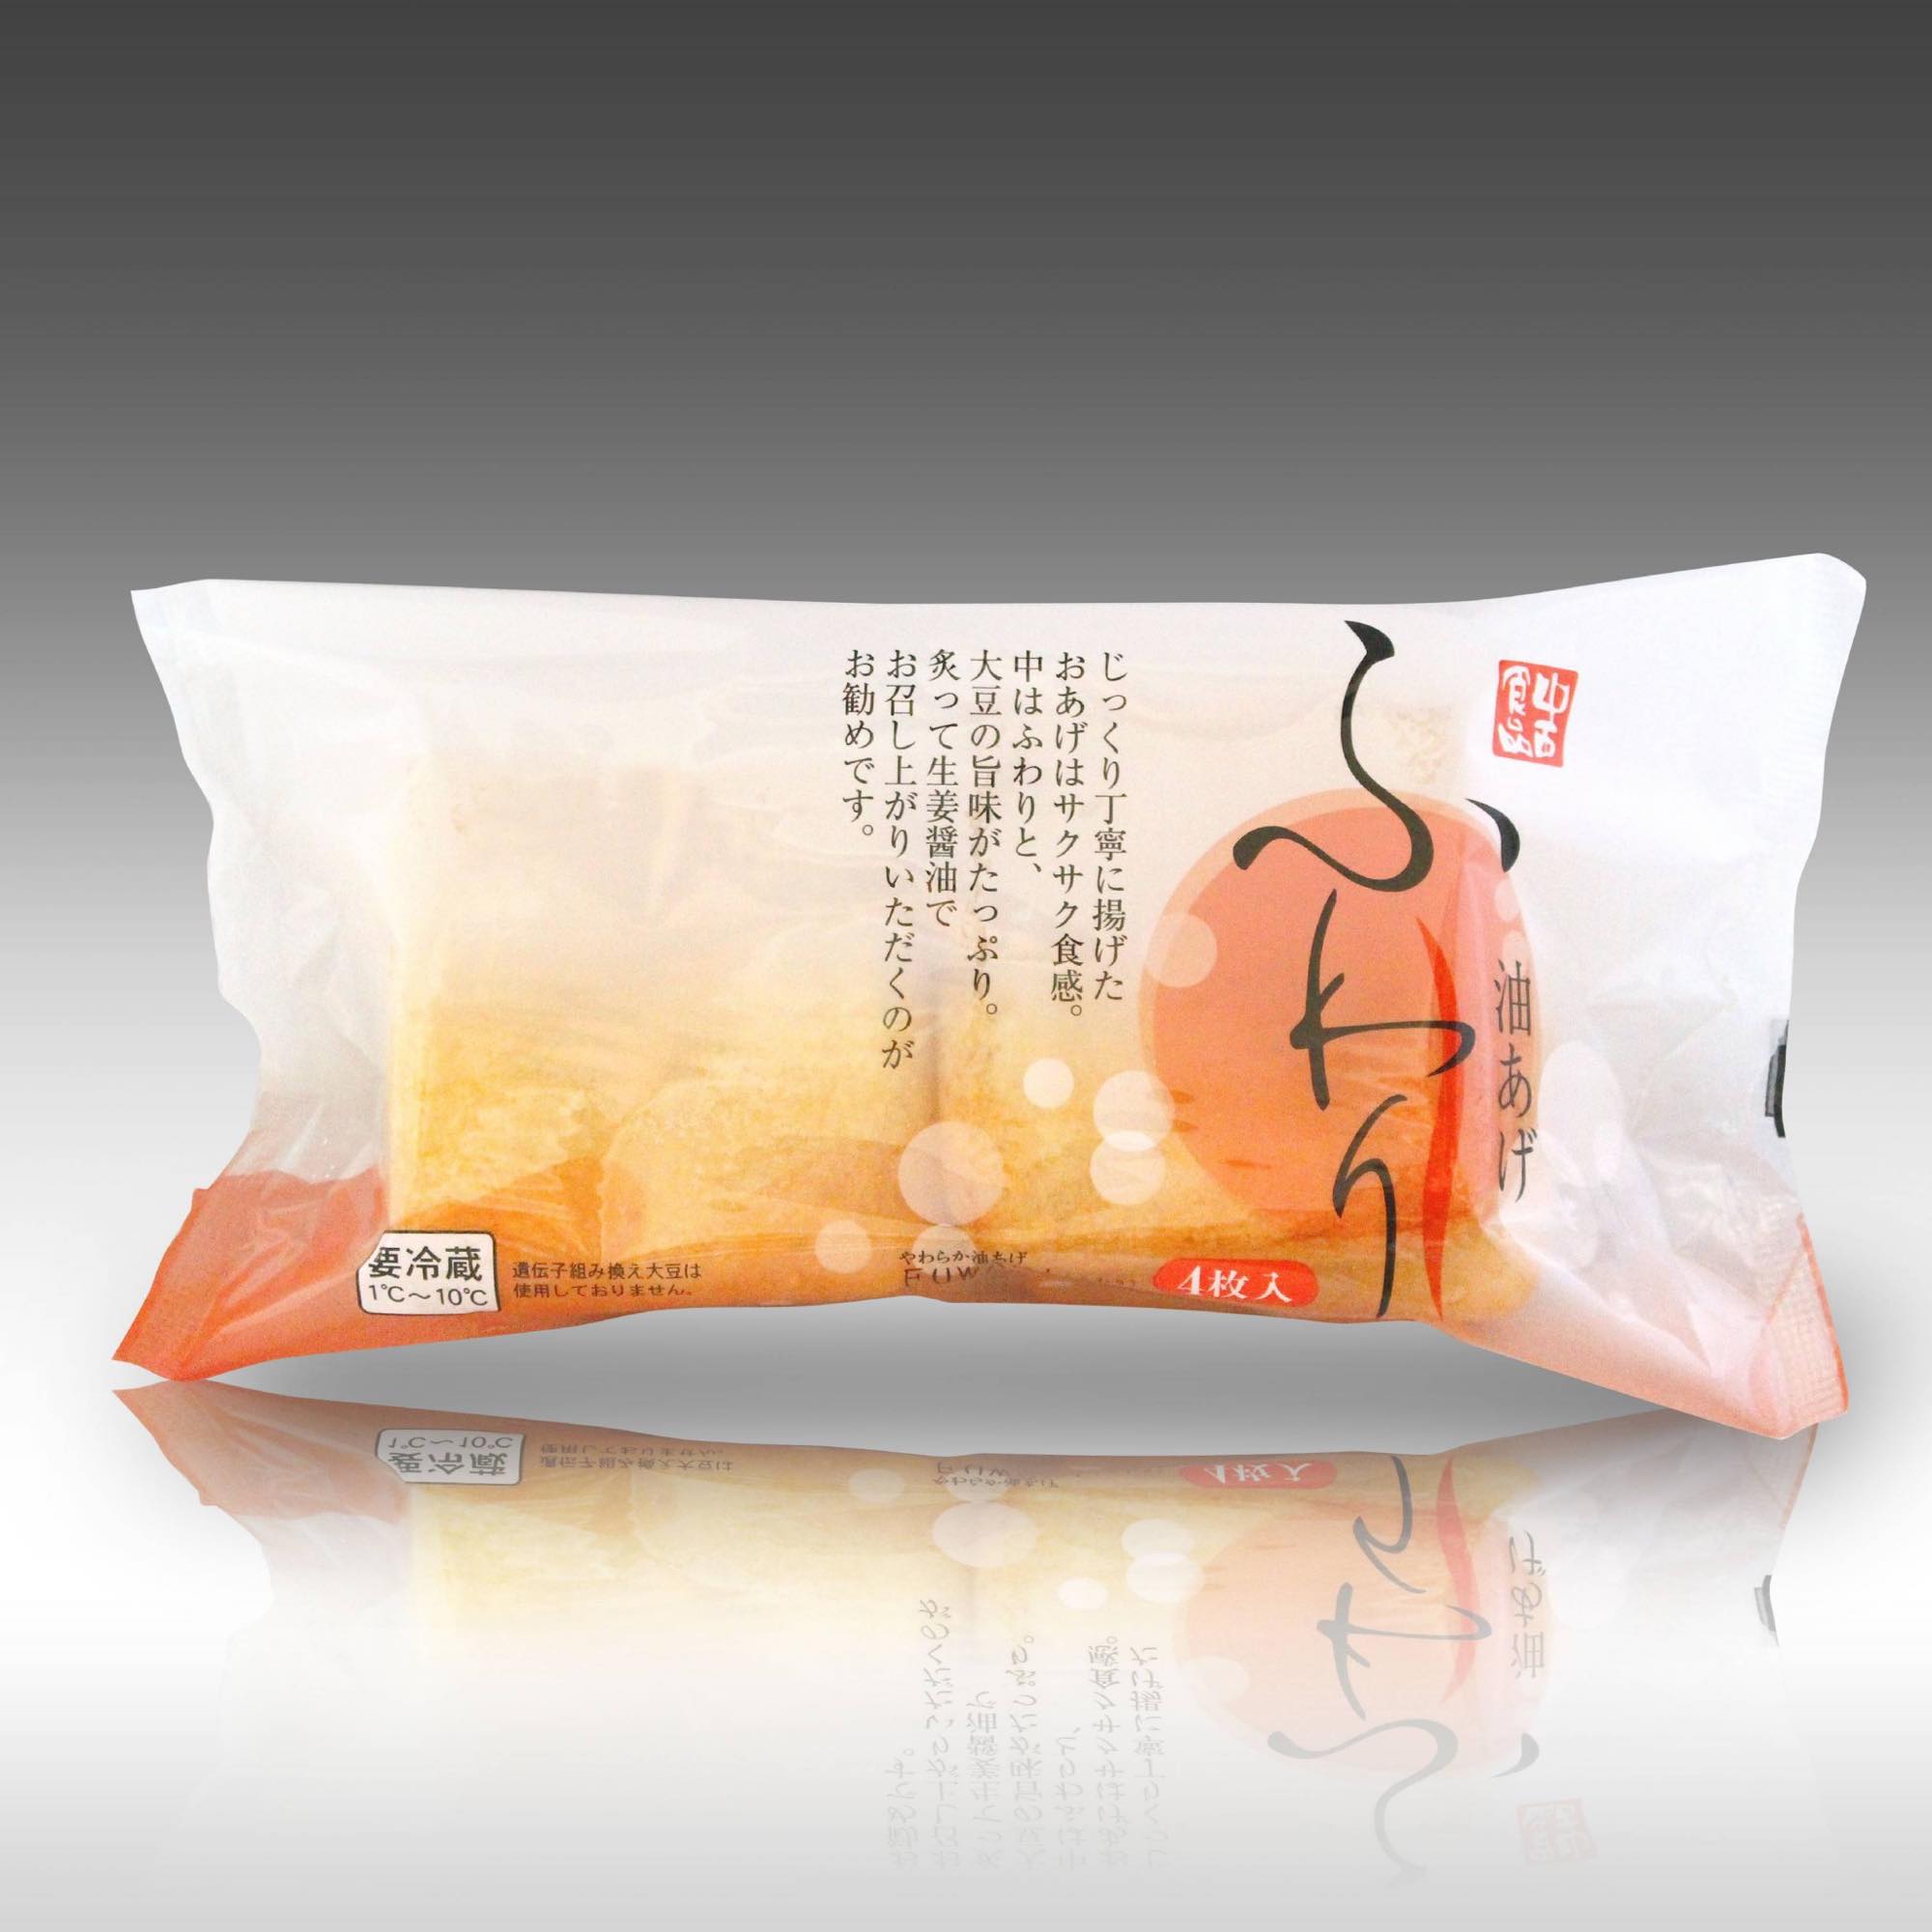 ふわり
油あげ
じっくり丁寧に揚げた
おあげはサクサク食感。
中はふわりと、
大豆の旨味がたっぷり。
炙って生姜醤油で
お召し上がりいただくのが
お勧めです。
要冷蔵
1℃~10℃
遺伝子組み換え大豆は
使用しておりません。
やわらか油あげ
4枚入